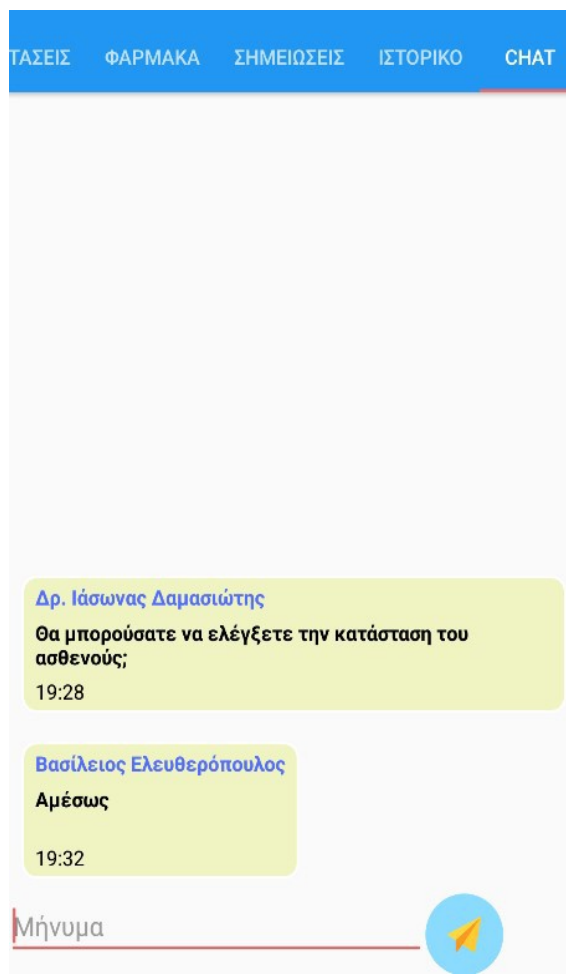 ΤΑΣΕΙΣ ΦΑΡΜΑΚΑ ΣΗΜΕΙΩΣΕΙΣ ΙΣΤΟΡΙΚΟ CHAT
Δρ. Ιάσωνας Δαμασιώτης
Θα μπορούσατε να ελέγξετε την κατάσταση του
ασθενούς;
19:28
Βασίλειος Ελευθερόπουλος
Αμέσως
19:32
Μήνυμα